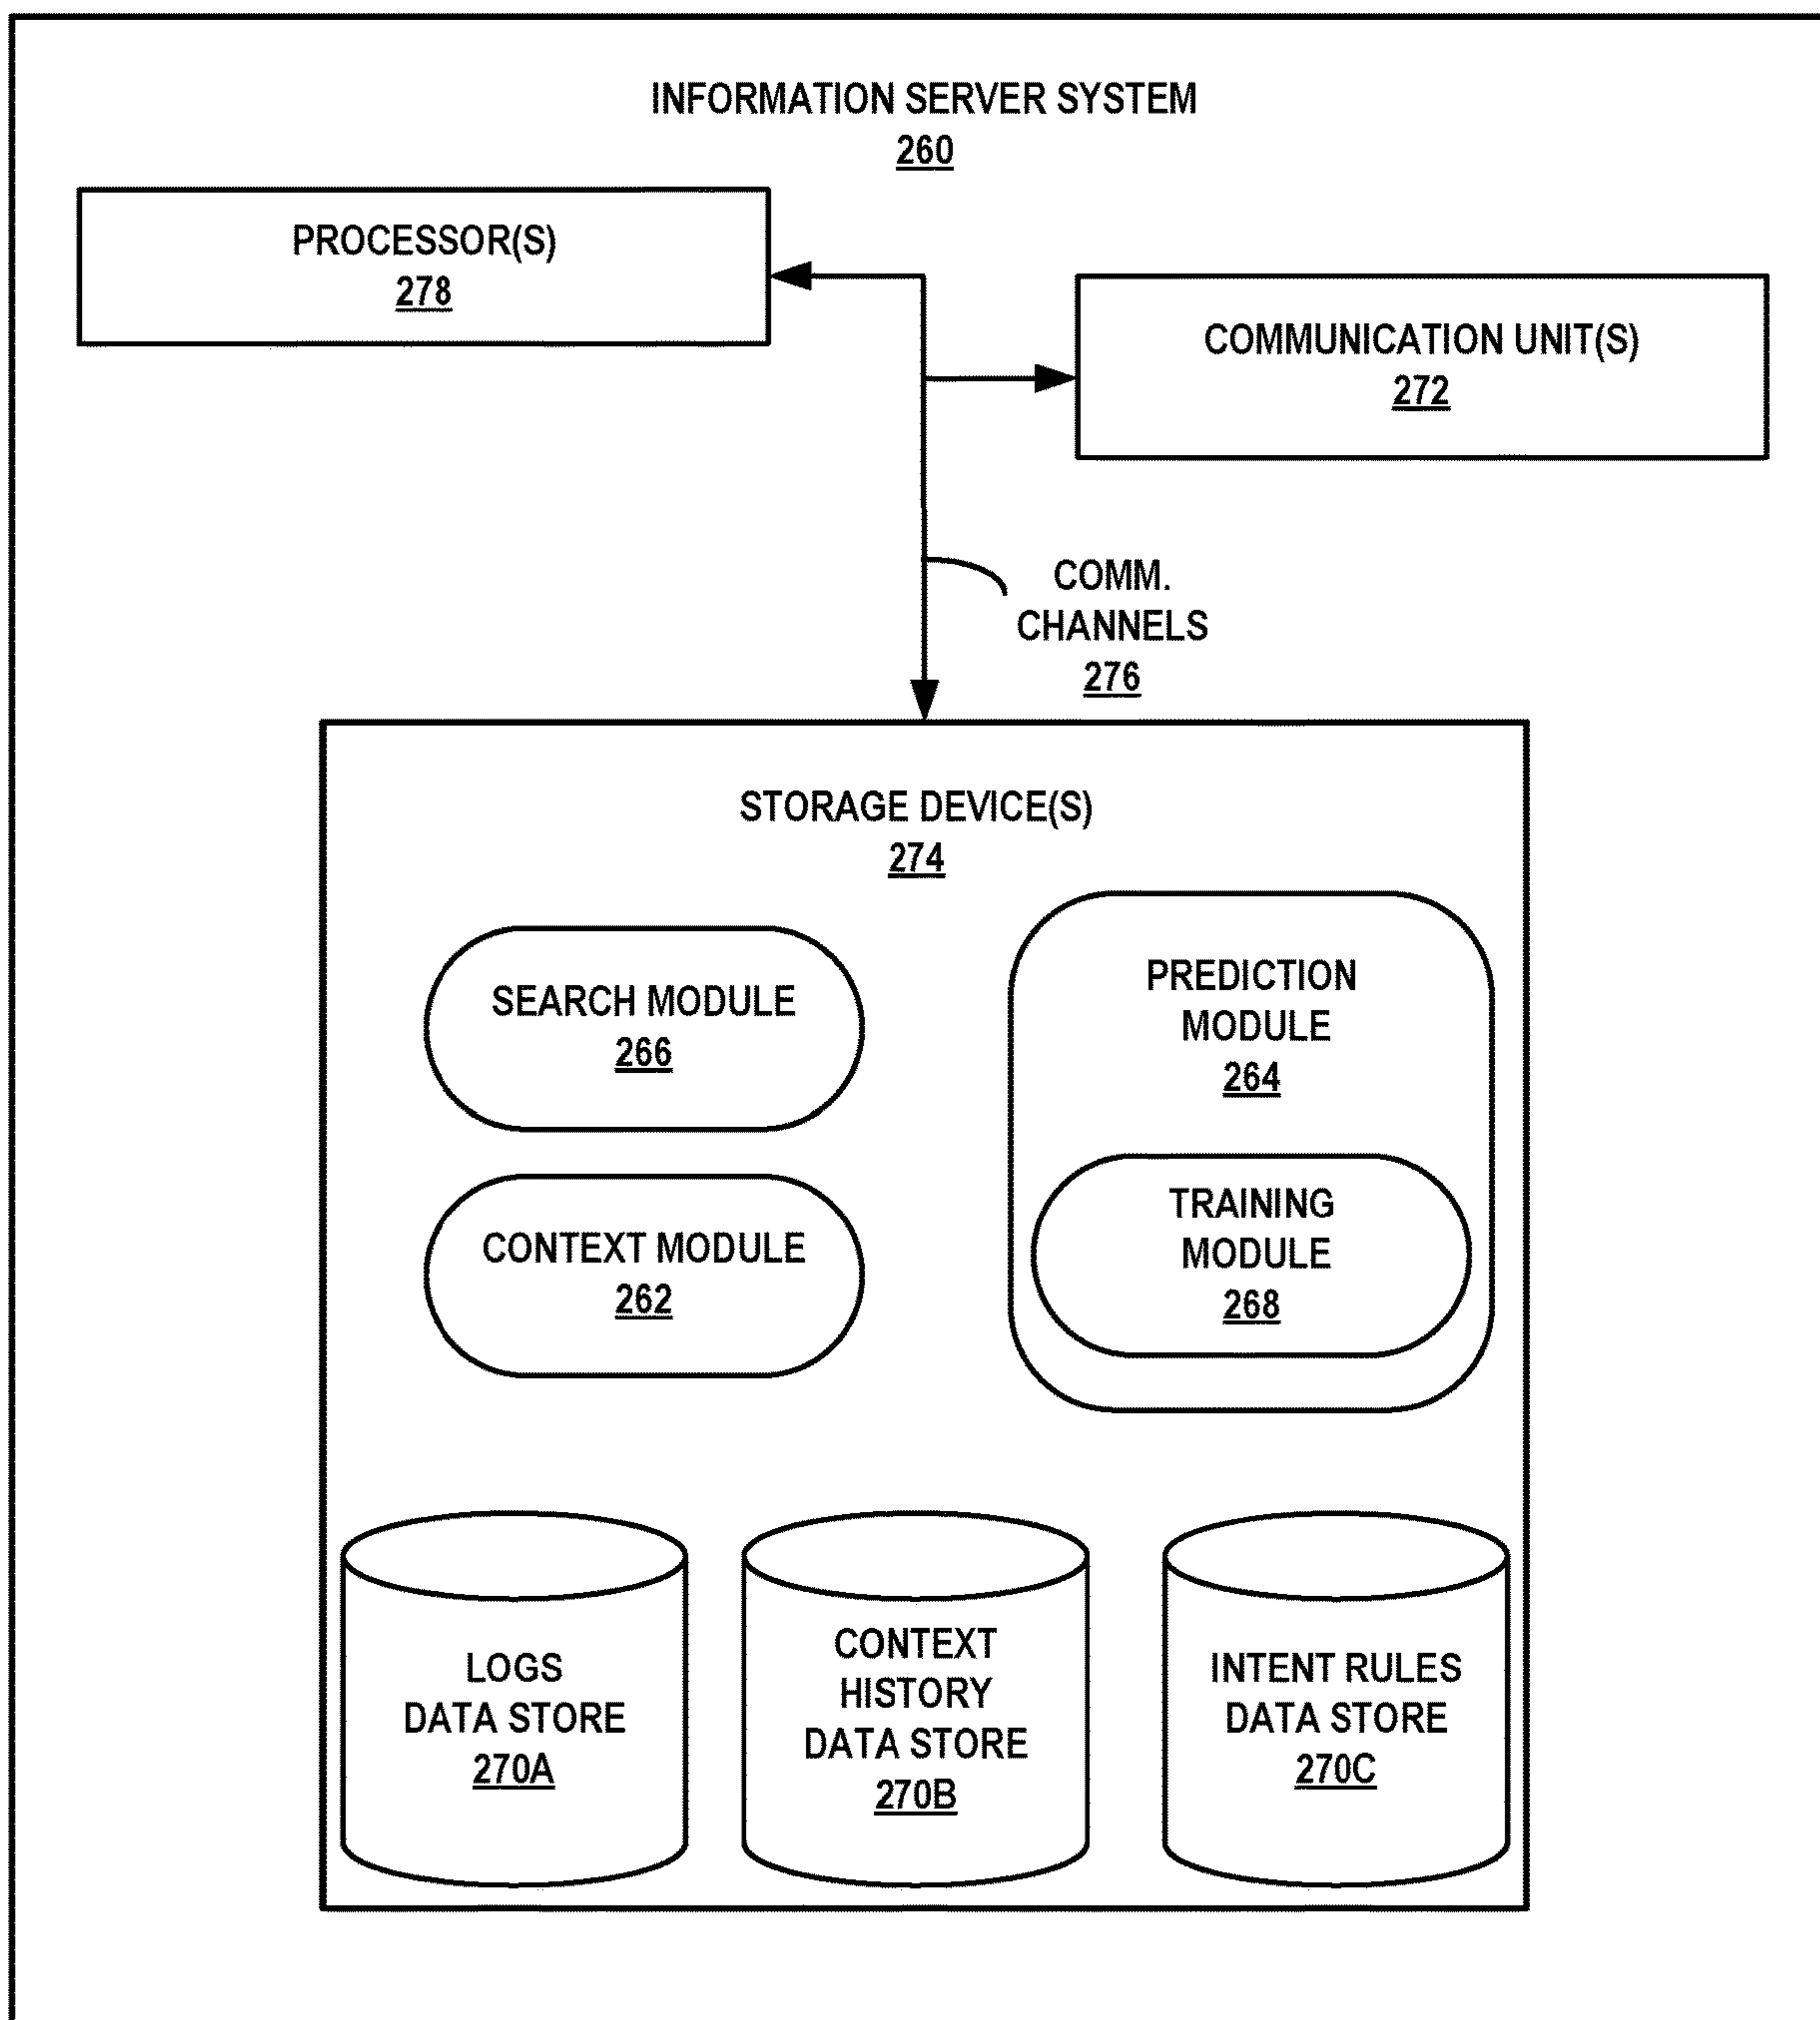 INFORMATION SERVER SYSTEM
260
PROCESSOR(S)
278
COMMUNICATION UNIT(S)
272
COMM.
CHANNELS
276
STORAGE DEVICE(S)
274
SEARCH MODULE
266
PREDICTION
MODULE
264
CONTEXT MODULE
262
TRAINING
MODULE
268
LOGS
DATA STORE
270A
CONTEXT
HISTORY
DATA STORE
270B
INTENT RULES
DATA STORE
270C